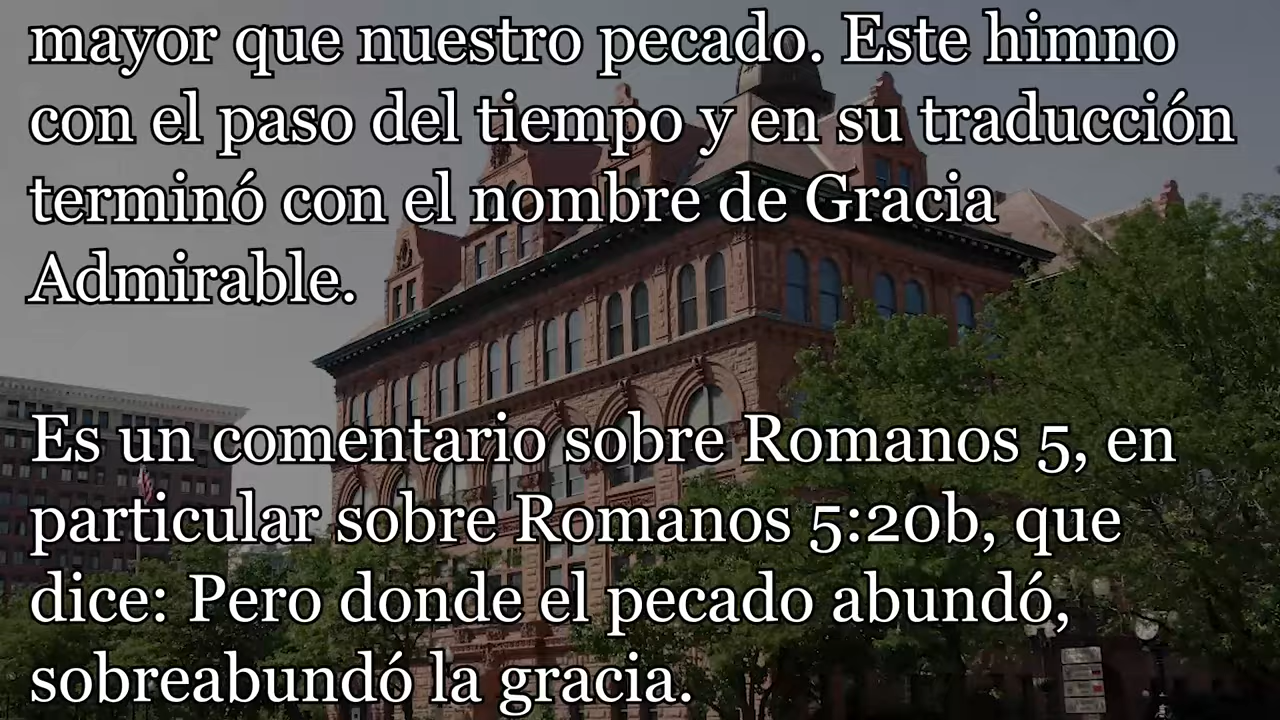 mayor que nuestro pecado. Este himno
con el paso del tiempo y en su traducción
terminó con el nombre de Gracia
Admirable.
Es un comentario sobre Romanos 5, en
particular sobre Romanos 5:20b, que
dice: Pero donde el pecado abundó,
sobreabundó la gracia.